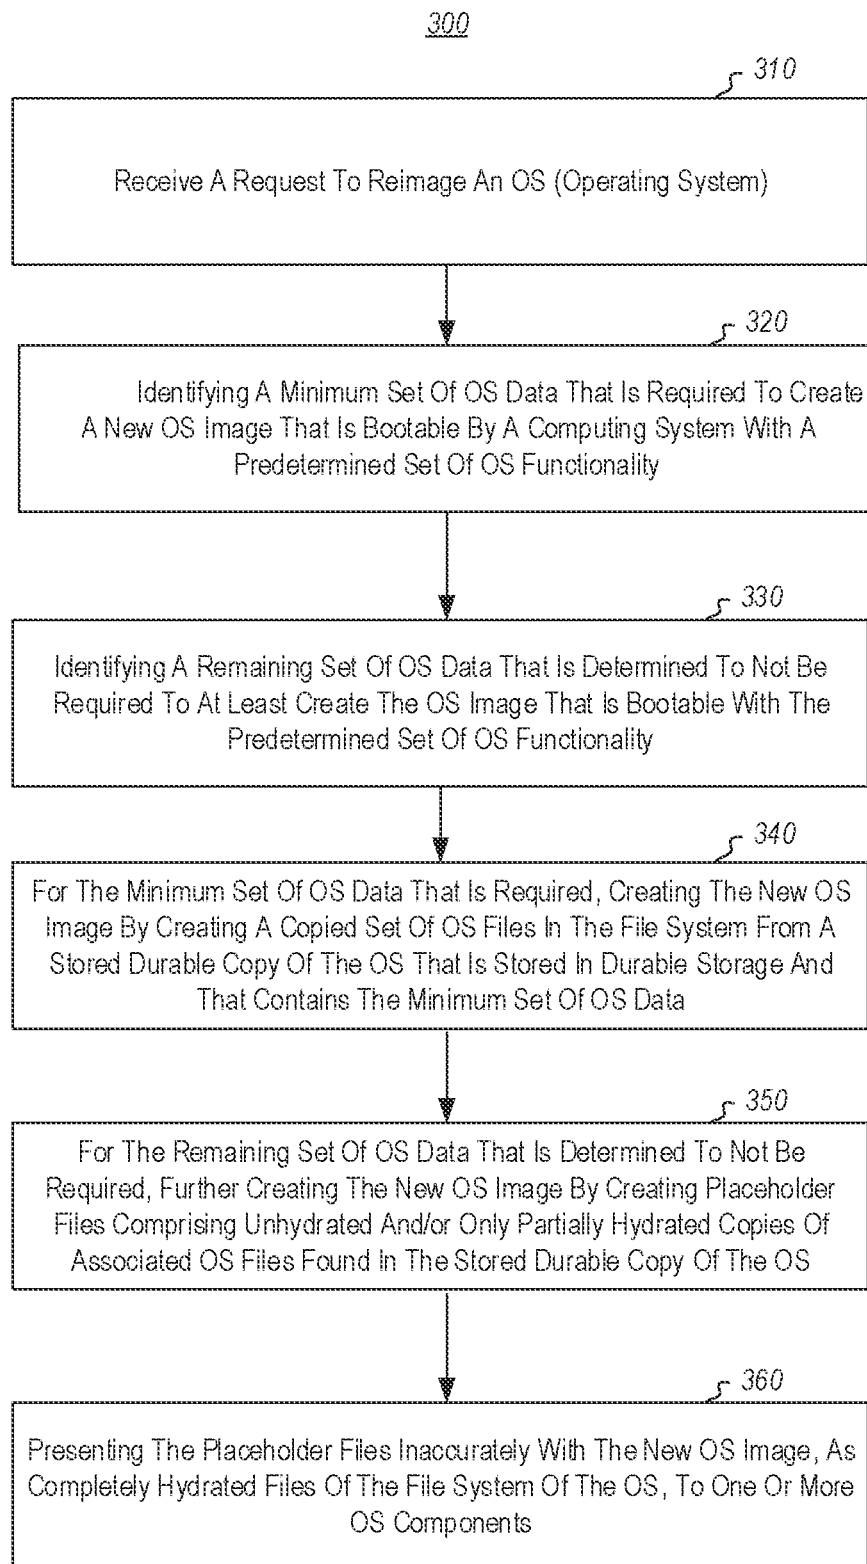 300
310
Receive A Request To Reimage An OS (Operating System)
320
Identifying A Minimum Set Of OS Data That Is Required To Create
A New OS Image That Is Bootable By A Computing System With A
Predetermined Set Of OS Functionality
330
Identifying A Remaining Set Of OS Data That Is Determined To Not Be
Required To At Least Create The OS Image That Is Bootable With The
Predetermined Set Of OS Functionality
340
For The Minimum Set Of OS Data That Is Required, Creating The New OS
Image By Creating A Copied Set Of OS Files In The File System From A
Stored Durable Copy Of The OS That Is Stored In Durable Storage And
That Contains The Minimum Set Of OS Data
350
For The Remaining Set Of OS Data That Is Determined To Not Be
Required, Further Creating The New OS Image By Creating Placeholder
Files Comprising Unhydrated And/or Only Partially Hydrated Copies Of
Associated OS Files Found In The Stored Durable Copy Of The OS
360
Presenting The Placeholder Files Inaccurately With The New OS Image, As
Completely Hydrated Files Of The File System Of The OS, To One Or More
OS Components